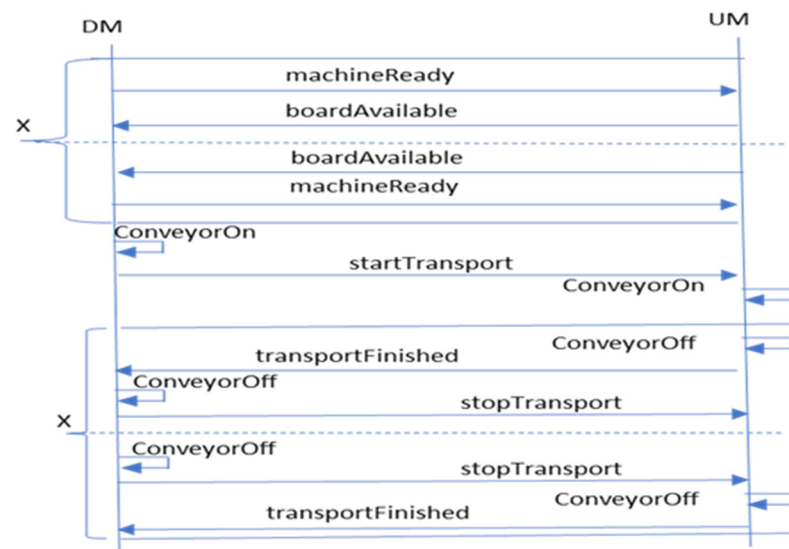 DM
UM
machineReady
boardAvailable
X
boardAvailable
machineReady
ConveyorOn
startTransport
ConveyorOn
ConveyorOff
transportFinished
ConveyorOff
stopTransport
X
ConveyorOff
stopTransport
ConveyorOff
transportFinished